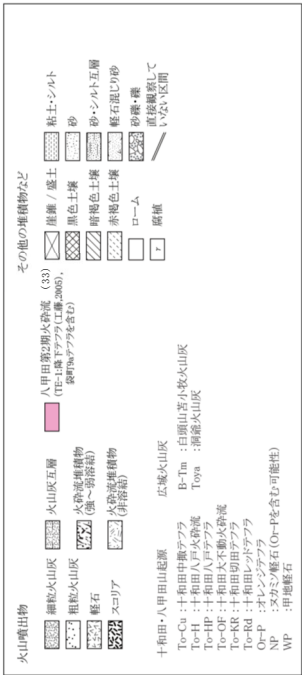 火山噴出物
細粒火山灰
粗粒火山灰
軽石
スコリア
火山灰互層
火砕流堆積物
(強〜弱溶結)
火砕流堆積物
(非溶結)
八甲田第2期火砕流 (33)
(TE-1:降下テフラ(工藤,2005),
袋町9aテフラを含む)
その他の堆積物など
崖錐 / 盛土
黒色土壌
暗褐色土壌
赤褐色土壌
ローム
r 腐植
粘土・シルト
砂
砂・シルト互層
軽石混じり砂
砂礫・礫
直接観察して
いない区間
十和田・八甲田山起源
To-Cu :十和田中掫テフラ
To-H :十和田八戸火砕流
To-HP :十和田八戸テフラ
To-OF :十和田大不動火砕流
To-KR :十和田切田テフラ
To-Rd :十和田レッドテフラ
Or-P :オレンジテフラ
NP :ヌカミソ軽石(Or-Pを含む可能性)
WP :甲地軽石
広域火山灰
B-Tm :白頭山苫小牧火山灰
Toya :洞爺火山灰